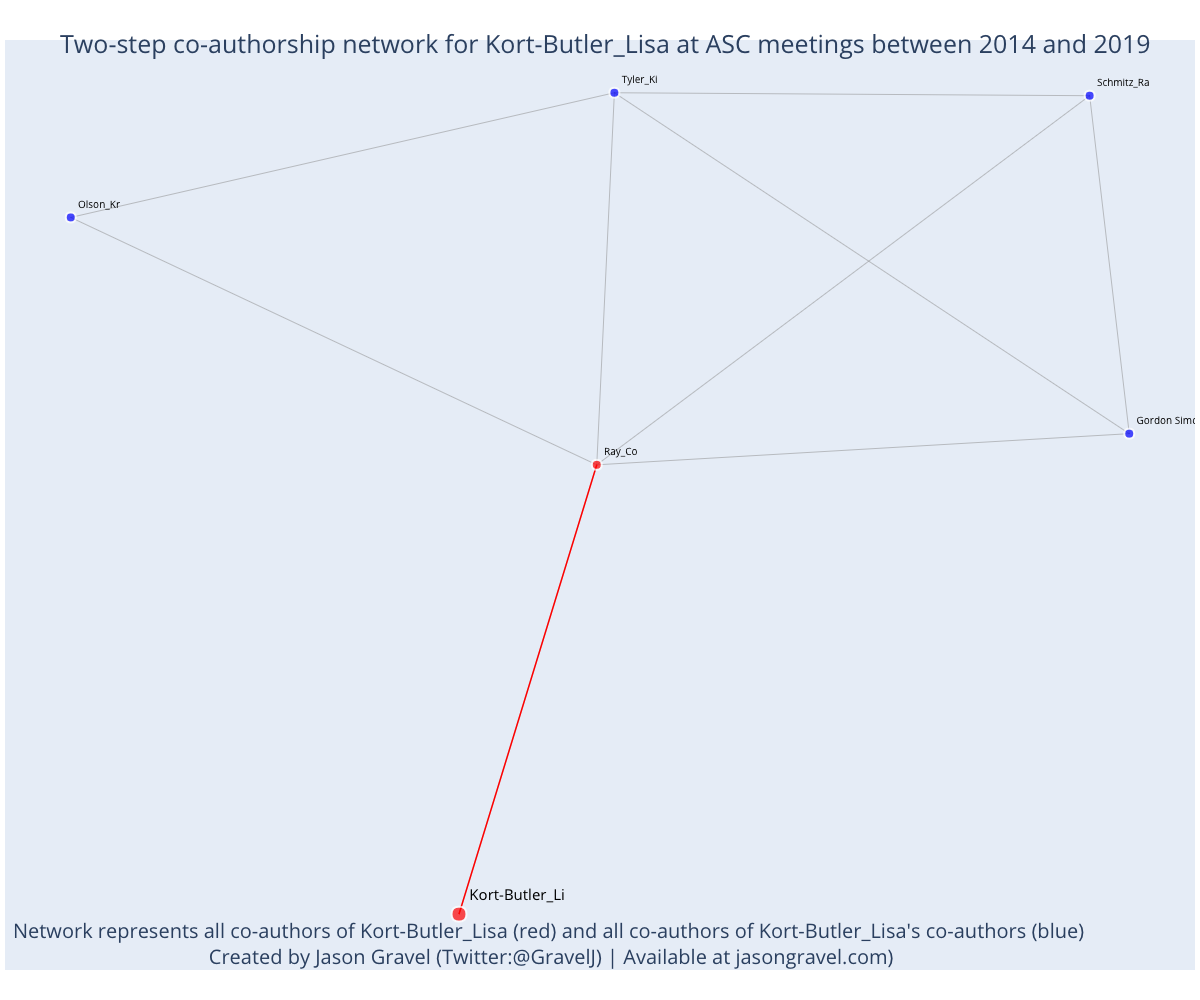 Two-step co-authorship network for Kort-Butler_Lisa at ASC meetings between 2014 and 2019
Tyler_Ki
Schmitz_Ra
Olson_Kr
Gordon
Ray_Co
Kort-Butler_Li
Network represents all co-authors of Kort-Butler_Lisa (red) and all co-authors of Kort-Butler_Lisa's co-authors (blue)
Created by Jason Gravel (Twitter:@GravelJ) | Available at jasongravel.com)